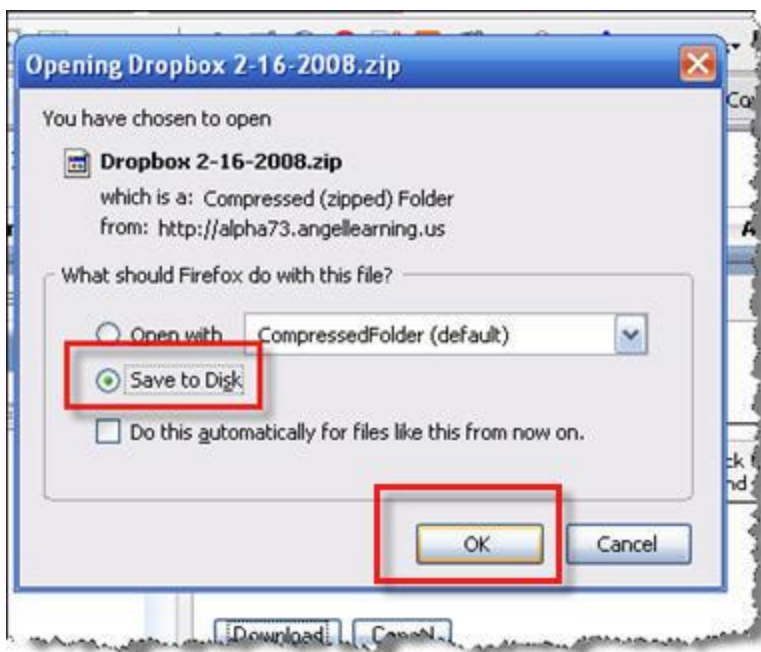 Opening Dropbox 2-16-2008.zip
You have chosen to open
Dropbox 2-16-2008.zip
which is a: Compressed (zipped) Folder
from: http://alpha73.angellearning.us
What should Firefox do with this file?
Open with CompressedFolder (default)
Save to Disk
Do this automatically for files like this from now on.
OK Cancel
Download Cancel